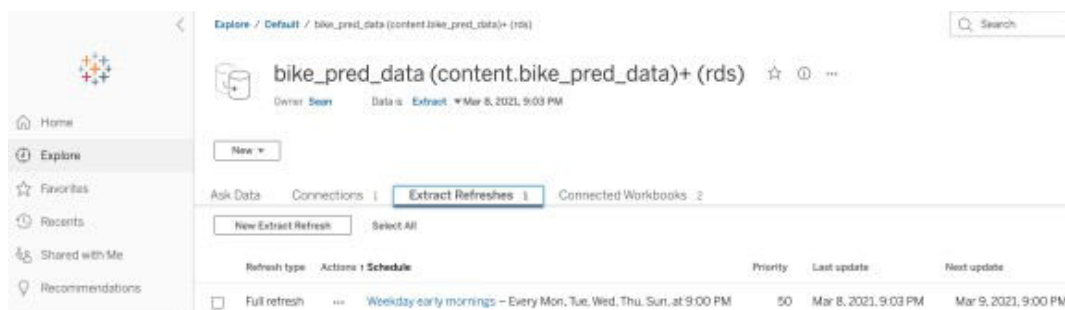 Explore / Default / bike_pred_data (content.bike_pred_data)+ (rds)
Search
bike_pred_data (content.bike_pred_data)+ (rds)
Owner Sean Data is Extract Mar 8, 2021, 9:03 PM
Home
New
Explore
Favorites
Ask Data Connections 1 Extract Refreshes 1 Connected Workbooks 2
Recents
New Extract Refresh Select All
Shared with Me
Refresh type Actions Schedule Priority Last update Next update
Recommendations
Full refresh ... Weekday early mornings – Every Mon, Tue, Wed, Thu, Sun, at 9:00 PM 50 Mar 8, 2021, 9:03 PM Mar 9, 2021, 9:00 PM